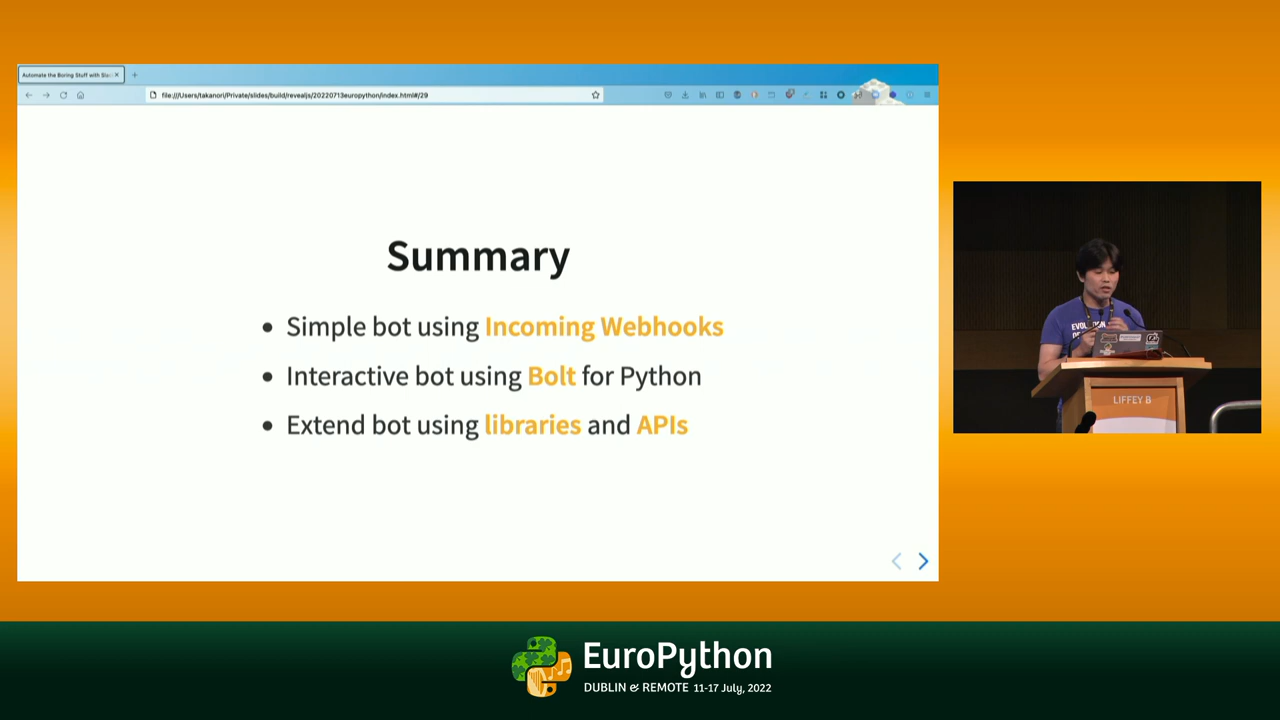 Automate the Boring Stuff with Slac
file:///Users/takanori/Private/slides/build/revealjs/20220713europython/index.html#/29
Summary
Simple bot using Incoming Webhooks
Interactive bot using Bolt for Python
Extend bot using libraries and APIs
LIFFEY B
EuroPython
DUBLIN & REMOTE 11-17 July, 2022